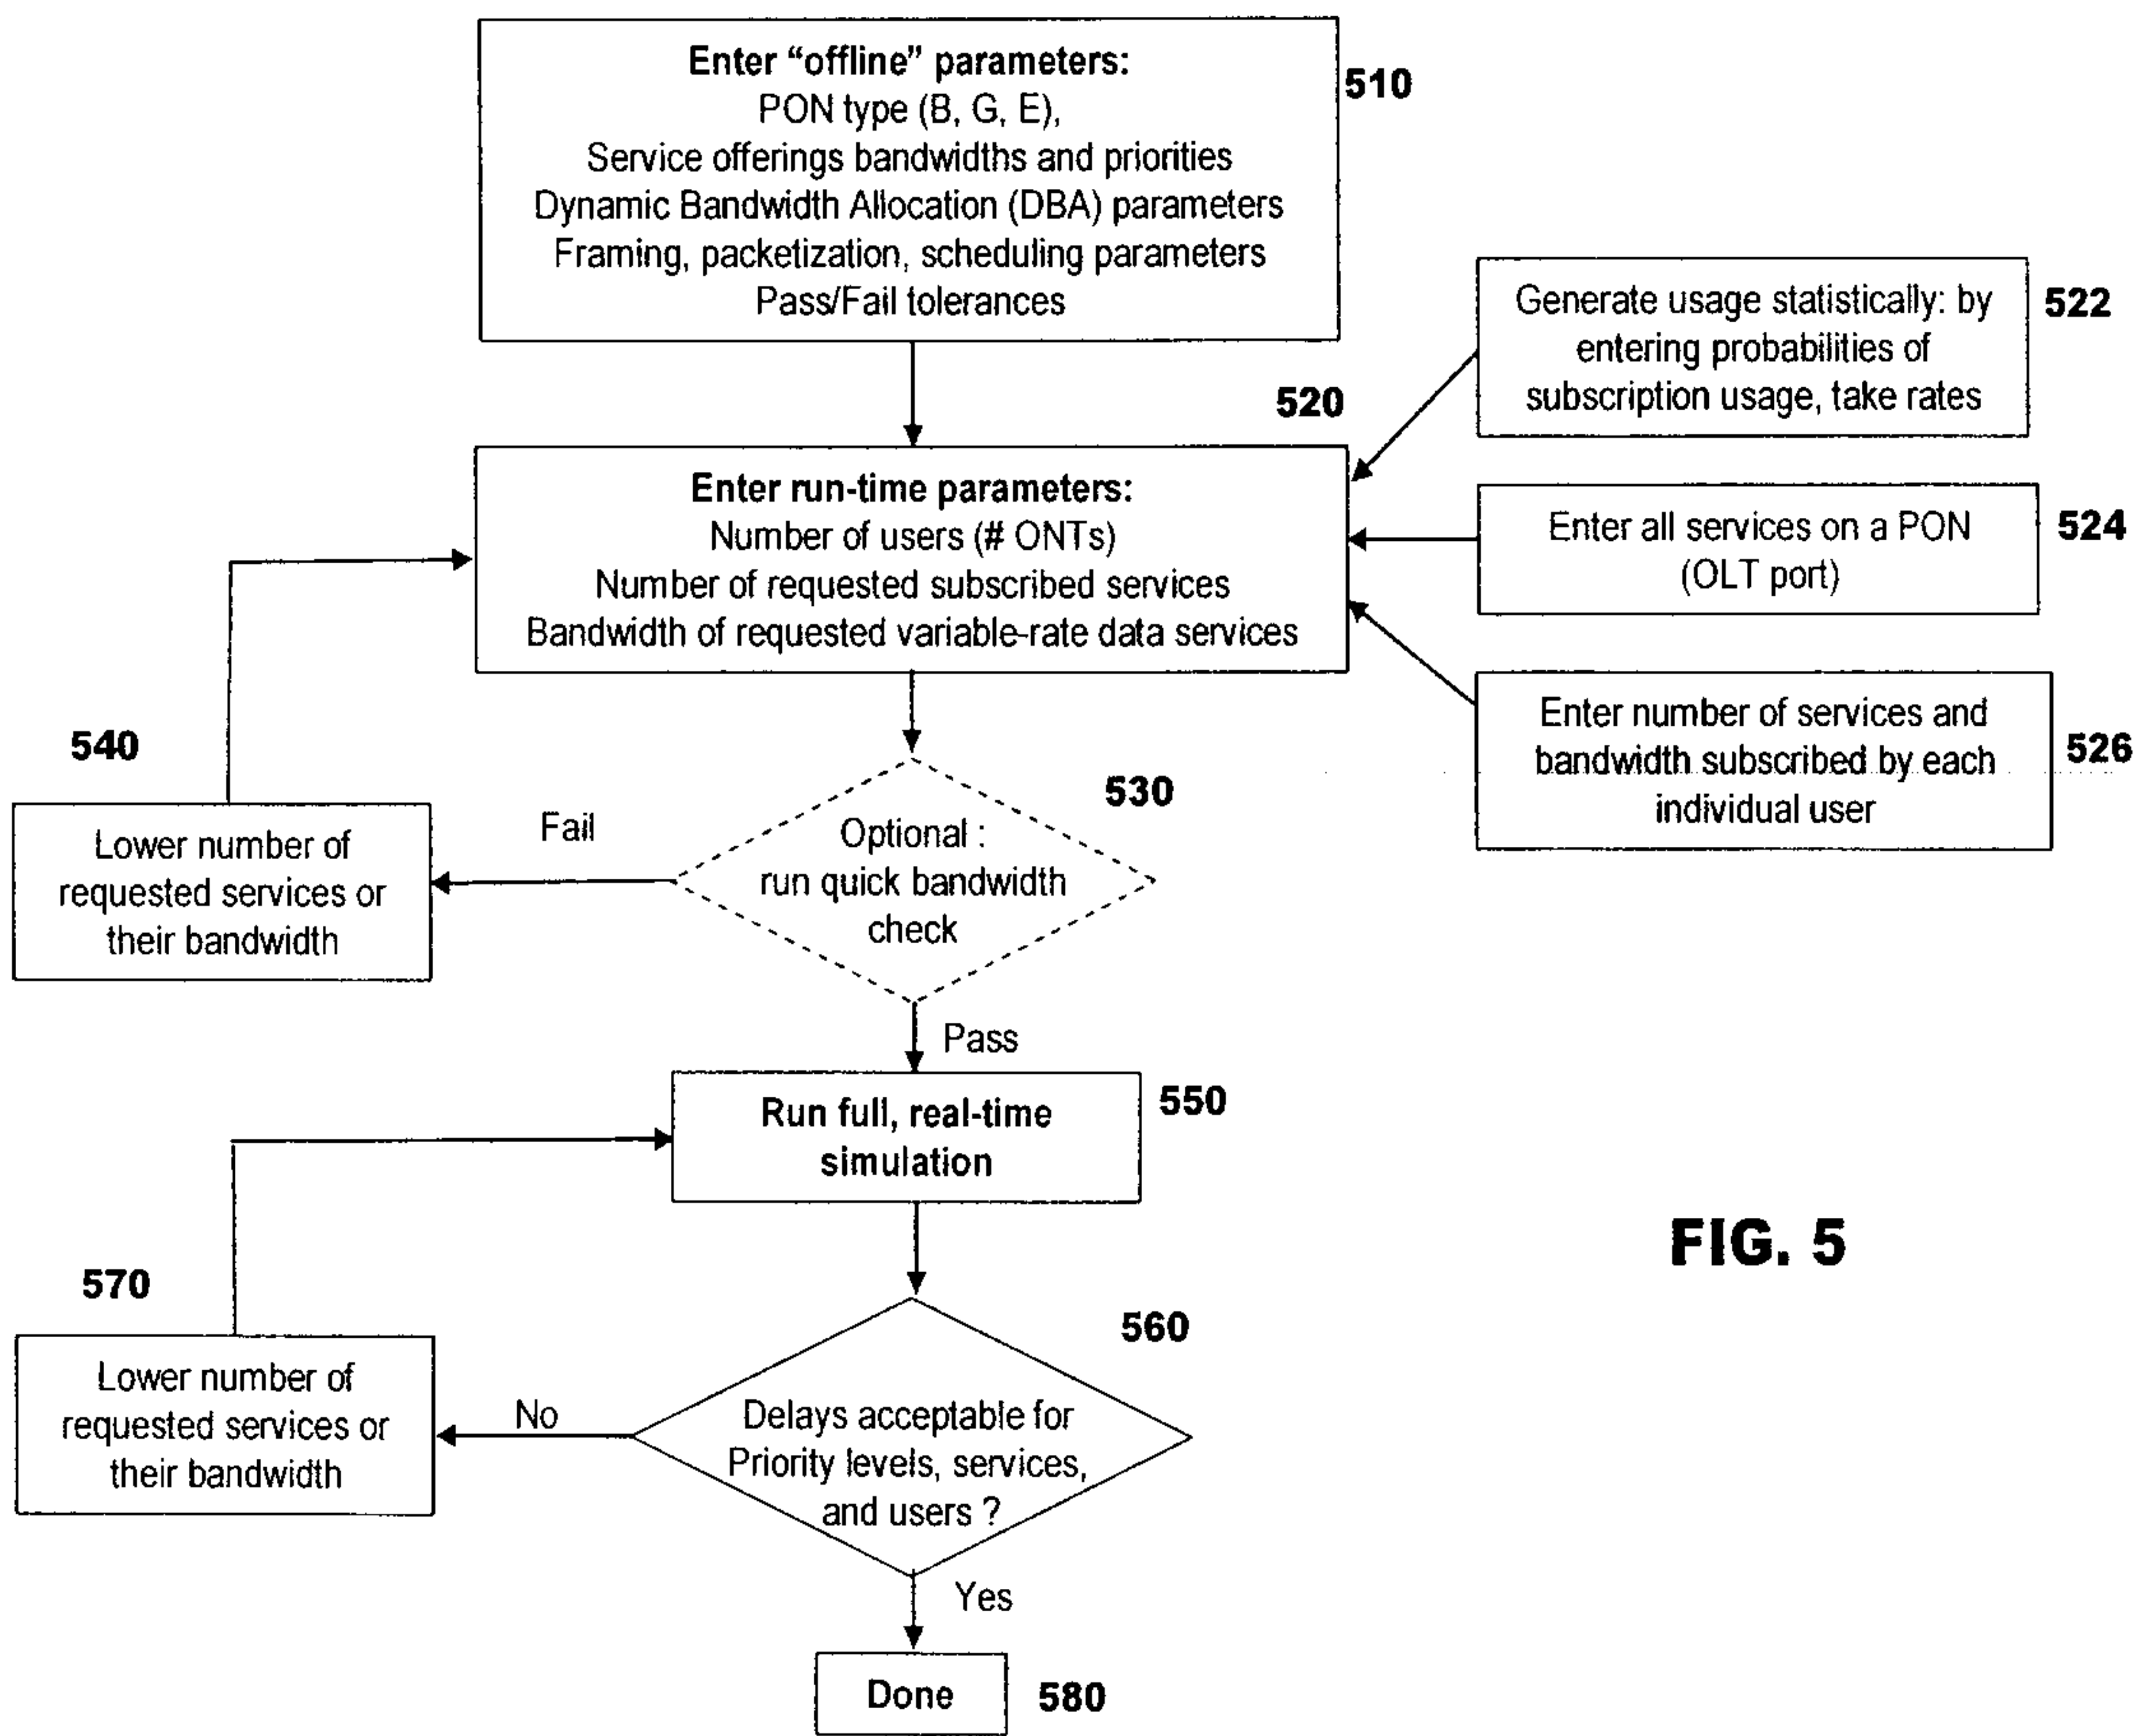 Enter “offline” parameters:
PON type (B, G, E),
Service offerings bandwidths and priorities
Dynamic Bandwidth Allocation (DBA) parameters
Framing, packetization, scheduling parameters
Pass/Fail tolerances
510
Generate usage statistically: by
entering probabilities of
subscription usage, take rates
522
520
Enter run-time parameters:
Number of users (# ONTs)
Number of requested subscribed services
Bandwidth of requested variable-rate data services
Enter all services on a PON
(OLT port)
524
Enter number of services and
bandwidth subscribed by each
individual user
526
540
Lower number of
requested services or
their bandwidth
Fail
530
Optional :
run quick bandwidth
check
Pass
Run full, real-time
simulation
550
FIG. 5
570
Lower number of
requested services or
their bandwidth
No
560
Delays acceptable for
Priority levels, services,
and users ?
Yes
Done
580